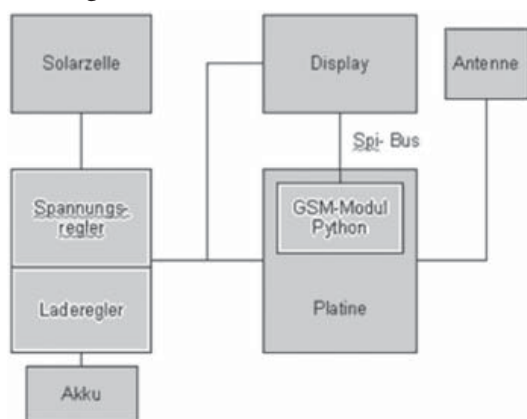 Solarzelle
Display
Antenne
Spi- Bus
Spannungs-
regler
GSM-Modul
Python
Laderegler
Platine
Akku